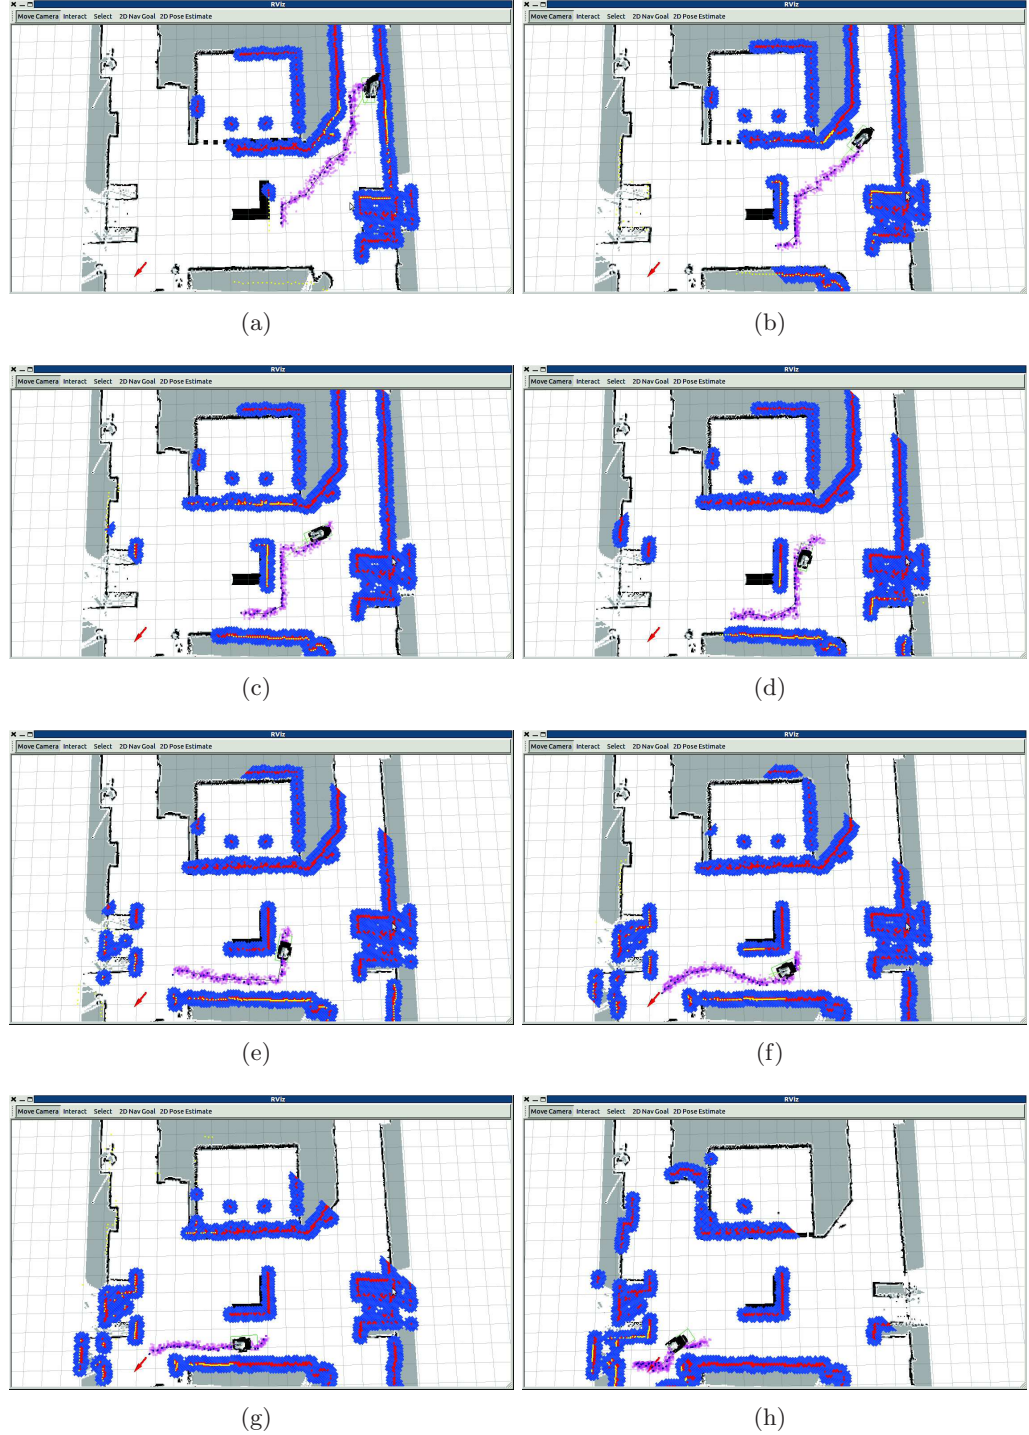 RViz RViz
Move Camera Interact Select 2D Nav Goal 2D Pose Estimate Move Camera Interact Select 2D Nav Goal 2D Pose Estimate
(a) (b)
RViz RViz
Move Camera Interact Select 2D Nav Goal 2D Pose Estimate Move Camera Interact Select 2D Nav Goal 2D Pose Estimate
(c) (d)
RViz RViz
Move Camera Interact Select 2D Nav Goal 2D Pose Estimate Move Camera Interact Select 2D Nav Goal 2D Pose Estimate
(e) (f)
RViz RViz
Move Camera Interact Select 2D Nav Goal 2D Pose Estimate Move Camera Interact Select 2D Nav Goal 2D Pose Estimate
(g) (h)